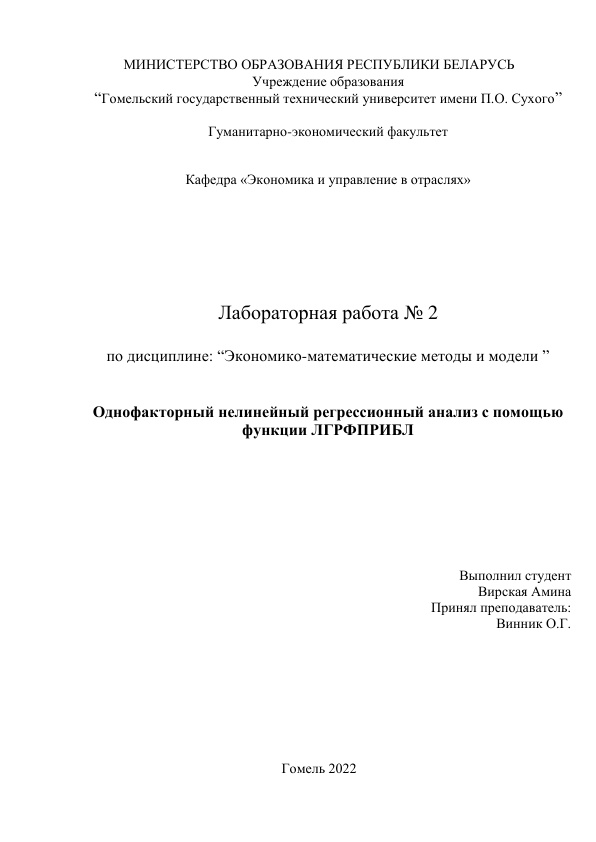 МИНИСТЕРСТВО ОБРАЗОВАНИЯ РЕСПУБЛИКИ БЕЛАРУСЬ
Учреждение образования
“Гомельский государственный технический университет имени П.О. Сухого”
Гуманитарно-экономический факультет
Кафедра «Экономика и управление в отраслях»
Лабораторная работа № 2
по дисциплине: “Экономико-математические методы и модели ”
Однофакторный нелинейный регрессионный анализ с помощью
функции ЛГРФПРИБЛ
Выполнил студент
Вирская Амина
Принял преподаватель:
Винник О.Г.
Гомель 2022